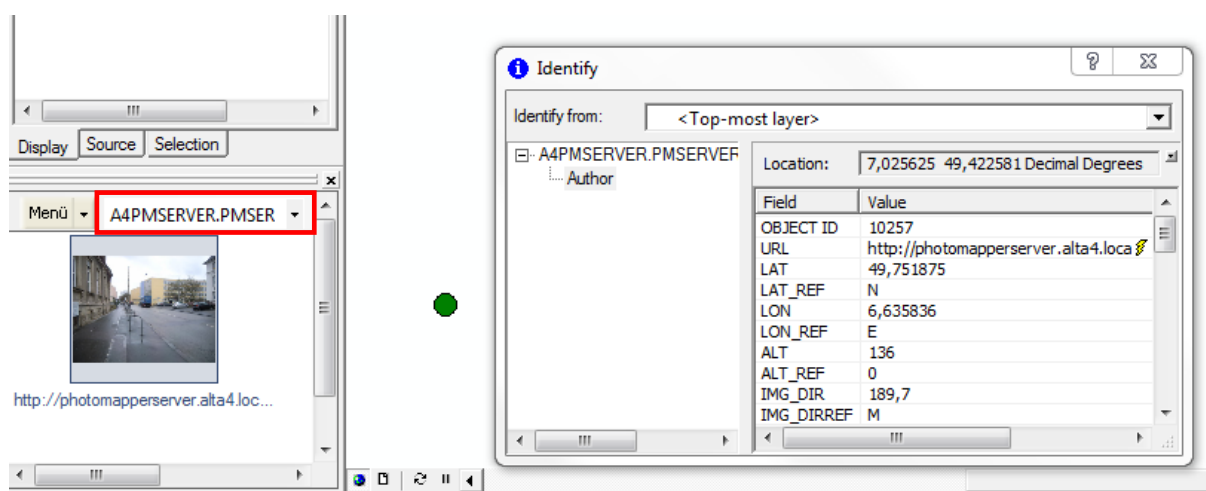 Display Source Selection
Menü A4PMSERVER.PMSER
http://photomapperserver.alta4.loc...
Identify
Identify from: <Top-most layer>
A4PMSERVER.PMSERVER
Author
Location: 7,025625 49,422581 Decimal Degrees
Field Value
OBJECT ID 10257
URL http://photomapperserver.alta4.loca
LAT 49,751875
LAT_REF N
LON 6,635836
LON_REF E
ALT 136
ALT_REF 0
IMG_DIR 189,7
IMG_DIRREF M